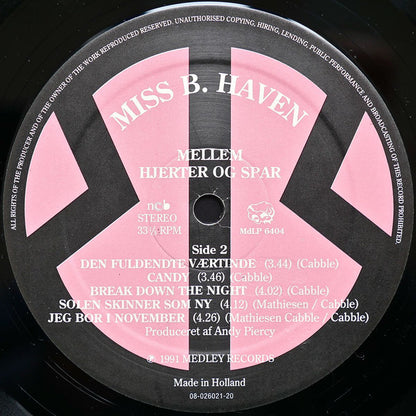 ALL RIGHTS OF THE PRODUCER AND OF THE OWNER OF THE WORK REPRODUCED RESERVED. UNAUTHORISED COPYING, HIRING, LENDING, PUBLIC PERFORMANCE AND BROADCASTING OF THIS RECORD PROHIBITED.
MISS B. HAVEN
MELLEM
HJERTER OG SPAR
ncb
STEREO
33⅓ RPM
MdLP 6404
Side 2
DEN FULDENDTE VÆRTINDE (3.44) (Cabble)
CANDY (3.46) (Cabble)
BREAK DOWN THE NIGHT (4.02) (Cabble)
SOLEN SKINNER SOM NY (4.12) (Mathiesen / Cabble)
JEG BOR I NOVEMBER (4.26) (Mathiesen Cabble / Cabble)
Produceret af Andy Piercy
℗ 1991 MEDLEY RECORDS
Made in Holland
08-026021-20